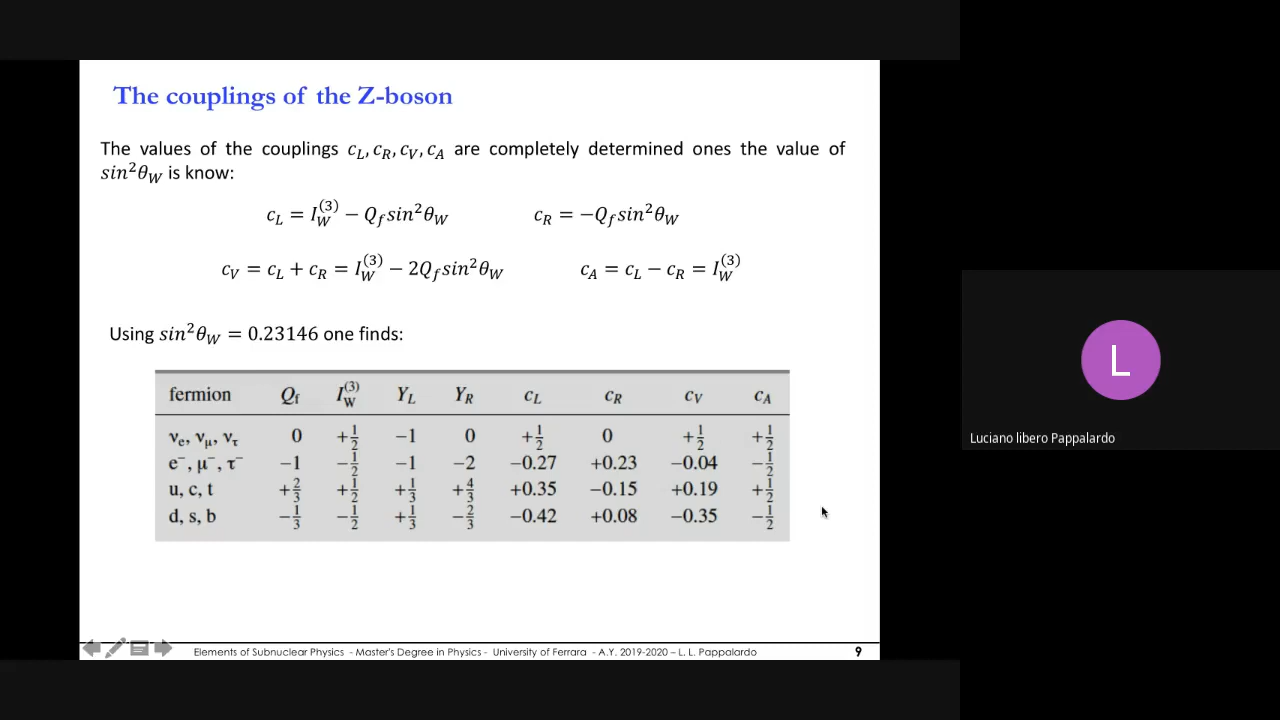 The couplings of the Z-boson
The values of the couplings c_L, c_R, c_V, c_A are completely determined ones the value of
sin²θ_W is know:
c_L = I_W^(3) − Q_f sin²θ_W    c_R = −Q_f sin²θ_W
c_V = c_L + c_R = I_W^(3) − 2Q_f sin²θ_W    c_A = c_L − c_R = I_W^(3)
Using sin²θ_W = 0.23146 one finds:
fermion Q_f I_W^(3) Y_L Y_R c_L c_R c_V c_A
ν_e, ν_μ, ν_τ 0 +1/2 −1 0 +1/2 0 +1/2 +1/2
e⁻, μ⁻, τ⁻ −1 −1/2 −1 −2 −0.27 +0.23 −0.04 −1/2
u, c, t +2/3 +1/2 +1/3 +4/3 +0.35 −0.15 +0.19 +1/2
d, s, b −1/3 −1/2 +1/3 −2/3 −0.42 +0.08 −0.35 −1/2
Elements of Subnuclear Physics - Master's Degree in Physics - University of Ferrara - A.Y. 2019-2020 – L. L. Pappalardo 9
L
Luciano libero Pappalardo